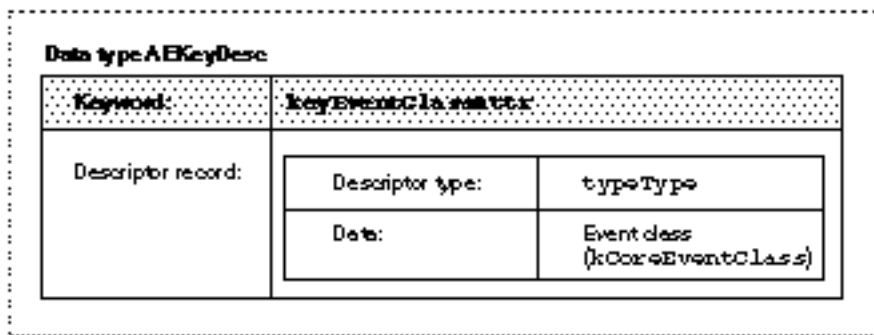 Data type AEKeyDesc
Keyword: keyEventClassAttr
Descriptor record: Descriptor type: typeType
Data: Event class
(kCoreEventClass)